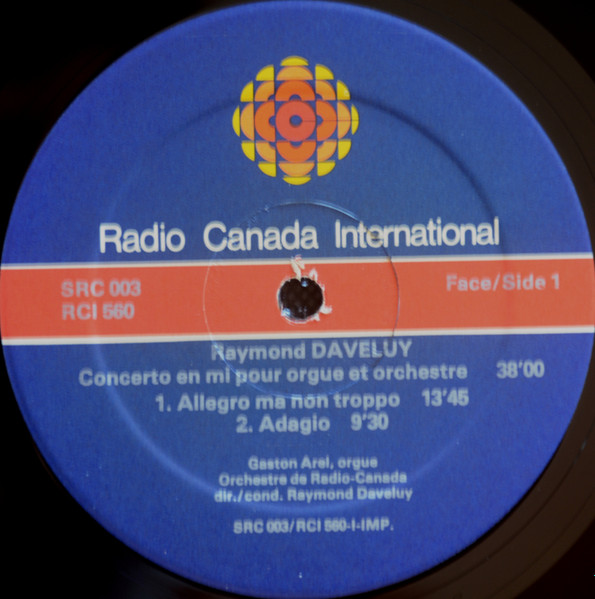 Radio Canada International
SRC 003
RCI 560
Face/Side 1
Raymond DAVELUY
Concerto en mi pour orgue et orchestre 38'00
1. Allegro ma non troppo 13'45
2. Adagio 9'30
Gaston Arel, orgue
Orchestre de Radio-Canada
dir./cond. Raymond Daveluy
SRC 003/RCI 560-I-IMP.